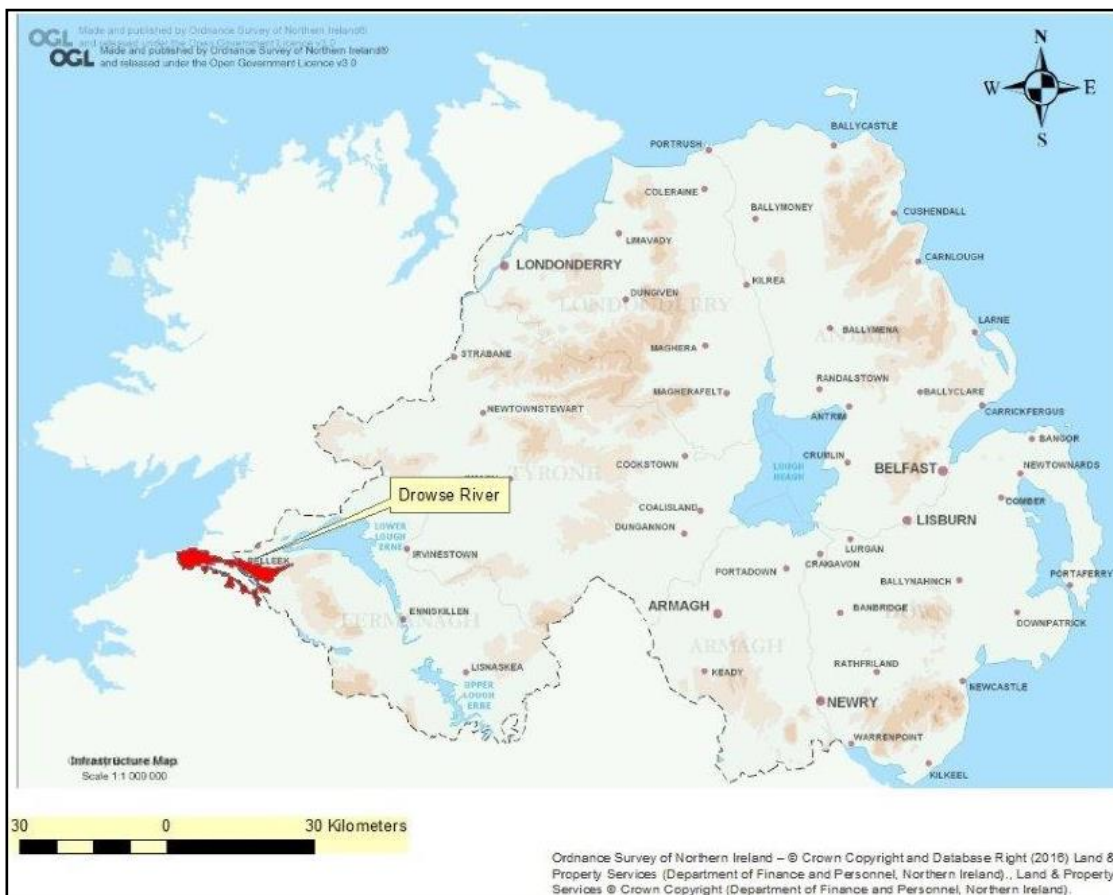 OGL Made and published by Ordnance Survey of Northern Ireland®
and released under the Open Government Licence v3.0
OGL Made and published by Ordnance Survey of Northern Ireland®
and released under the Open Government Licence v3.0
N
W E
S
BALLYCASTLE
PORTRUSH
COLERAINE
BALLYMONEY
CUSHENDALL
LIMAVADY
LONDONDERRY
CARNLOUGH
KILREA
DUNGIVEN
LONDONDERRY
LARNE
BALLYMENA
ANTRIM
MAGHERA
STRABANE
RANDALSTOWN
BALLYCLARE
MAGHERAFELT
CARRICKFERGUS
ANTRIM
NEWTOWNSTEWART
BANGOR
CRUMLIN
COOKSTOWN
BELFAST
NEWTOWNARDS
LOUGH
NEAGH
TYRONE
Drowse River
COMBER
COALISLAND
LISBURN
DUNGANNON
LOWER
LOUGH
ERNE
IRVINESTOWN
BELLEEK
LURGAN
CRAIGAVON
PORTADOWN
BALLYNAHINCH
PORTAFERRY
ARMAGH
BANBRIDGE
DOWN
DOWNPATRICK
ENNISKILLEN
FERMANAGH
ARMAGH
RATHFRILAND
KEADY
LISNASKEA
NEWCASTLE
UPPER
LOUGH
ERNE
NEWRY
WARRENPOINT
KILKEEL
Infrastructure Map
Scale 1:1 000 000
30 0 30 Kilometers
Ordnance Survey of Northern Ireland – © Crown Copyright and Database Right (2016) Land &
Property Services (Department of Finance and Personnel, Northern Ireland)., Land & Property
Services © Crown Copyright (Department of Finance and Personnel, Northern Ireland).